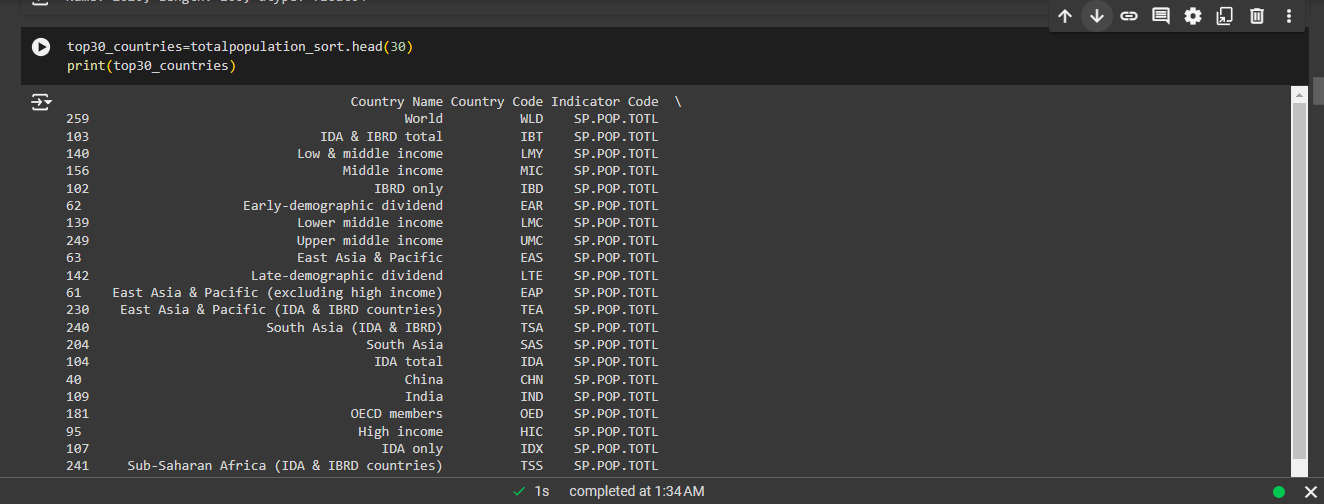 top30_countries=totalpopulation_sort.head(30)
print(top30_countries)
Country Name Country Code Indicator Code \
259 World WLD SP.POP.TOTL
103 IDA & IBRD total IBT SP.POP.TOTL
140 Low & middle income LMY SP.POP.TOTL
156 Middle income MIC SP.POP.TOTL
102 IBRD only IBD SP.POP.TOTL
62 Early-demographic dividend EAR SP.POP.TOTL
139 Lower middle income LMC SP.POP.TOTL
249 Upper middle income UMC SP.POP.TOTL
63 East Asia & Pacific EAS SP.POP.TOTL
142 Late-demographic dividend LTE SP.POP.TOTL
61 East Asia & Pacific (excluding high income) EAP SP.POP.TOTL
230 East Asia & Pacific (IDA & IBRD countries) TEA SP.POP.TOTL
240 South Asia (IDA & IBRD) TSA SP.POP.TOTL
204 South Asia SAS SP.POP.TOTL
104 IDA total IDA SP.POP.TOTL
40 China CHN SP.POP.TOTL
109 India IND SP.POP.TOTL
181 OECD members OED SP.POP.TOTL
95 High income HIC SP.POP.TOTL
107 IDA only IDX SP.POP.TOTL
241 Sub-Saharan Africa (IDA & IBRD countries) TSS SP.POP.TOTL
1s completed at 1:34 AM